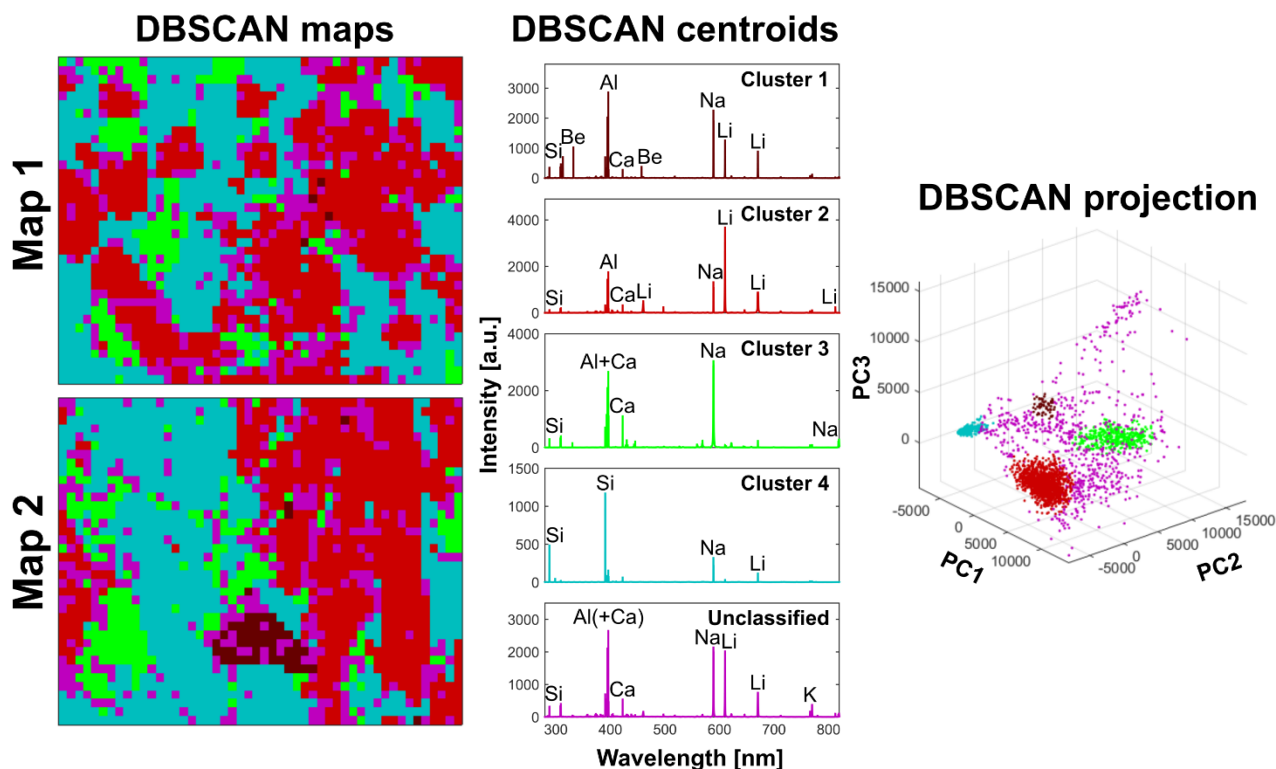 DBSCAN maps
Map 1
Map 2
DBSCAN centroids
Intensity [a.u.]
Cluster 1
3000
2000
1000
0
Si
Be
Al
Ca
Be
Na
Li
Li
Cluster 2
4000
2000
0
Si
Al
Ca
Li
Na
Li
Li
Li
Cluster 3
4000
2000
0
Si
Al+Ca
Ca
Na
Na
Cluster 4
1500
1000
500
0
Si
Si
Na
Li
Unclassified
3000
2000
1000
0
Si
Al(+Ca)
Ca
Na
Li
Li
K
300 400 500 600 700 800
Wavelength [nm]
DBSCAN projection
15000
10000
5000
0
PC3
-5000
0
5000
10000
PC1
-5000
0
5000
10000
15000
PC2